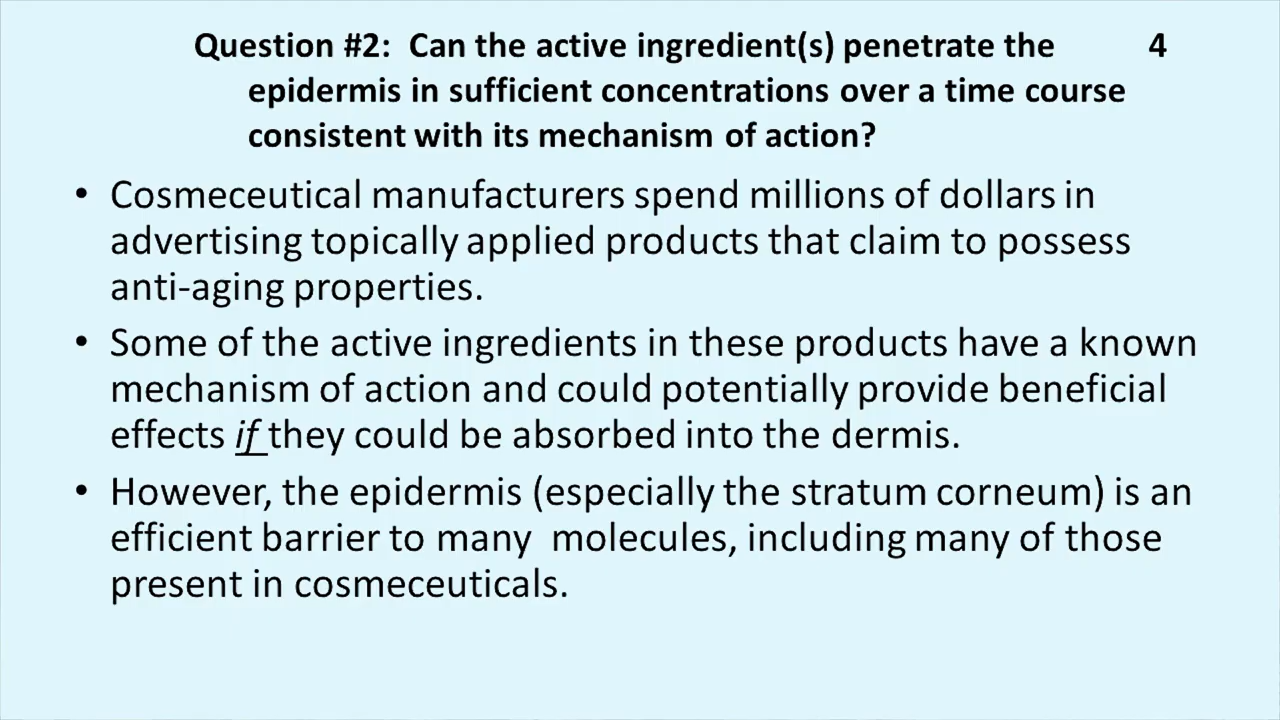 Question #2: Can the active ingredient(s) penetrate the 4
epidermis in sufficient concentrations over a time course
consistent with its mechanism of action?
• Cosmeceutical manufacturers spend millions of dollars in
advertising topically applied products that claim to possess
anti-aging properties.
• Some of the active ingredients in these products have a known
mechanism of action and could potentially provide beneficial
effects if they could be absorbed into the dermis.
• However, the epidermis (especially the stratum corneum) is an
efficient barrier to many molecules, including many of those
present in cosmeceuticals.